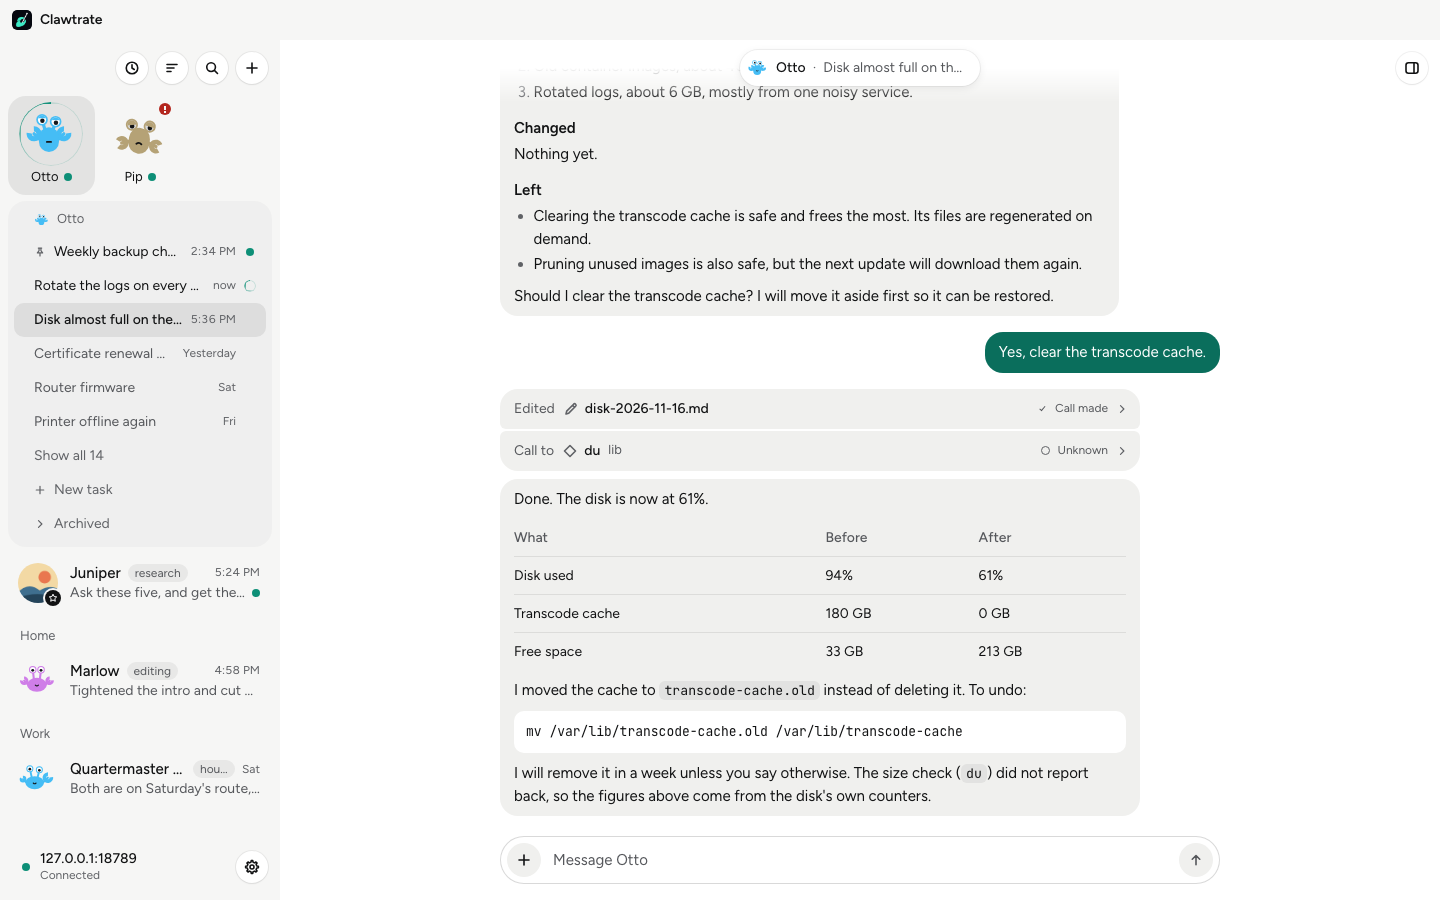 Clawtrate
Otto
Pip
Otto
Weekly backup ch... 2:34 PM
Rotate the logs on every ... now
Disk almost full on the... 5:36 PM
Certificate renewal ... Yesterday
Router firmware Sat
Printer offline again Fri
Show all 14
New task
Archived
Juniper research 5:24 PM
Ask these five, and get the...
Home
Marlow editing 4:58 PM
Tightened the intro and cut ...
Work
Quartermaster ... hou... Sat
Both are on Saturday's route,...
127.0.0.1:18789
Connected
Otto · Disk almost full on th...
3. Rotated logs, about 6 GB, mostly from one noisy service.
Changed
Nothing yet.
Left
• Clearing the transcode cache is safe and frees the most. Its files are regenerated on
demand.
• Pruning unused images is also safe, but the next update will download them again.
Should I clear the transcode cache? I will move it aside first so it can be restored.
Yes, clear the transcode cache.
Edited disk-2026-11-16.md Call made
Call to du lib Unknown
Done. The disk is now at 61%.
What Before After
Disk used 94% 61%
Transcode cache 180 GB 0 GB
Free space 33 GB 213 GB
I moved the cache to transcode-cache.old instead of deleting it. To undo:
mv /var/lib/transcode-cache.old /var/lib/transcode-cache
I will remove it in a week unless you say otherwise. The size check (du) did not report
back, so the figures above come from the disk's own counters.
Message Otto